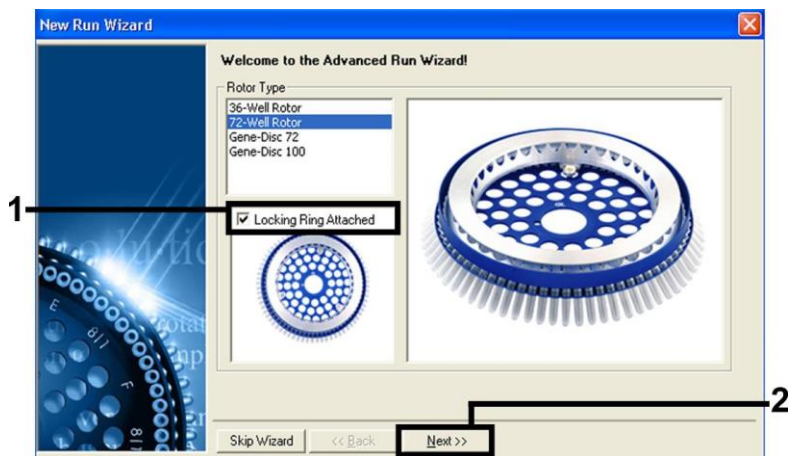 New Run Wizard
Welcome to the Advanced Run Wizard!
Rotor Type
36-Well Rotor
72-Well Rotor
Gene-Disc 72
Gene-Disc 100
1
Locking Ring Attached
2
Skip Wizard
<< Back
Next >>